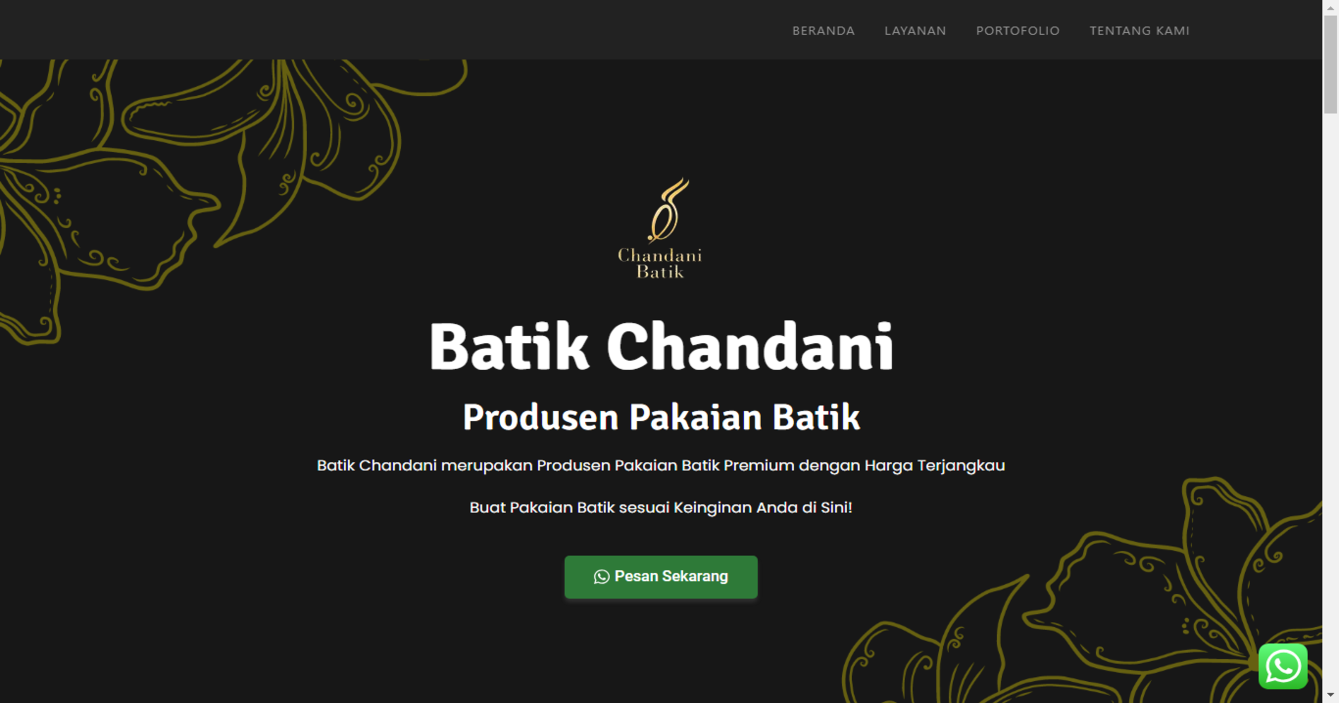 BERANDA LAYANAN PORTOFOLIO TENTANG KAMI
Chandani
Batik
Batik Chandani
Produsen Pakaian Batik
Batik Chandani merupakan Produsen Pakaian Batik Premium dengan Harga Terjangkau
Buat Pakaian Batik sesuai Keinginan Anda di Sini!
Pesan Sekarang